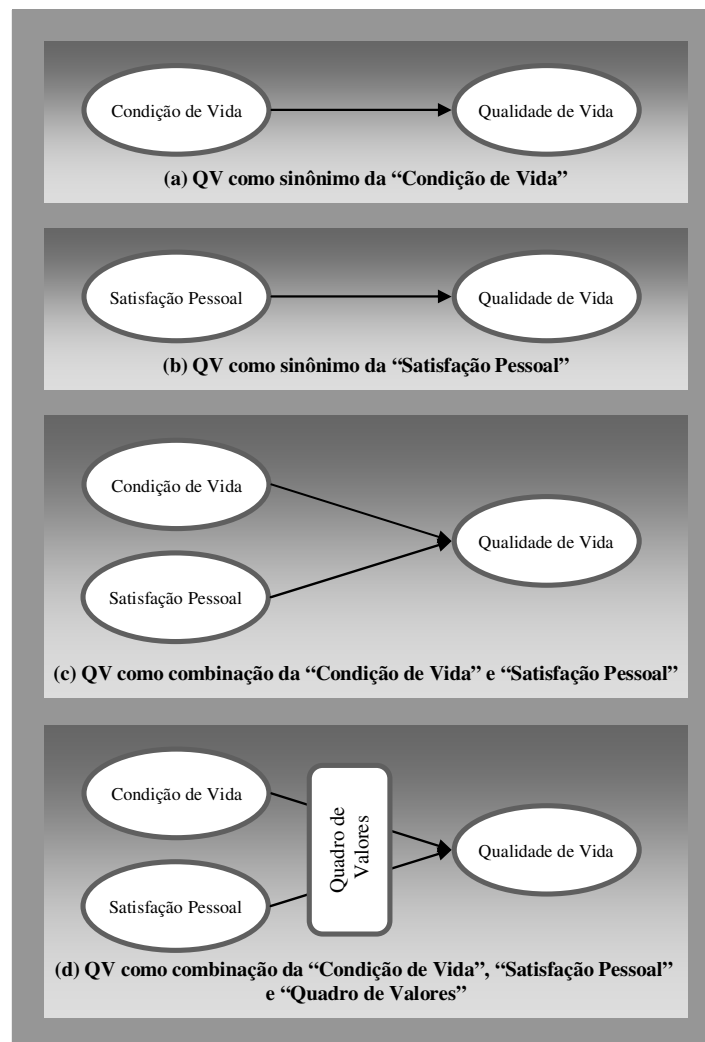 Condição de Vida
Qualidade de Vida
(a) QV como sinônimo da “Condição de Vida”
Satisfação Pessoal
Qualidade de Vida
(b) QV como sinônimo da “Satisfação Pessoal”
Condição de Vida
Satisfação Pessoal
Qualidade de Vida
(c) QV como combinação da “Condição de Vida” e “Satisfação Pessoal”
Condição de Vida
Satisfação Pessoal
Quadro de
Valores
Qualidade de Vida
(d) QV como combinação da “Condição de Vida”, “Satisfação Pessoal”
e “Quadro de Valores”